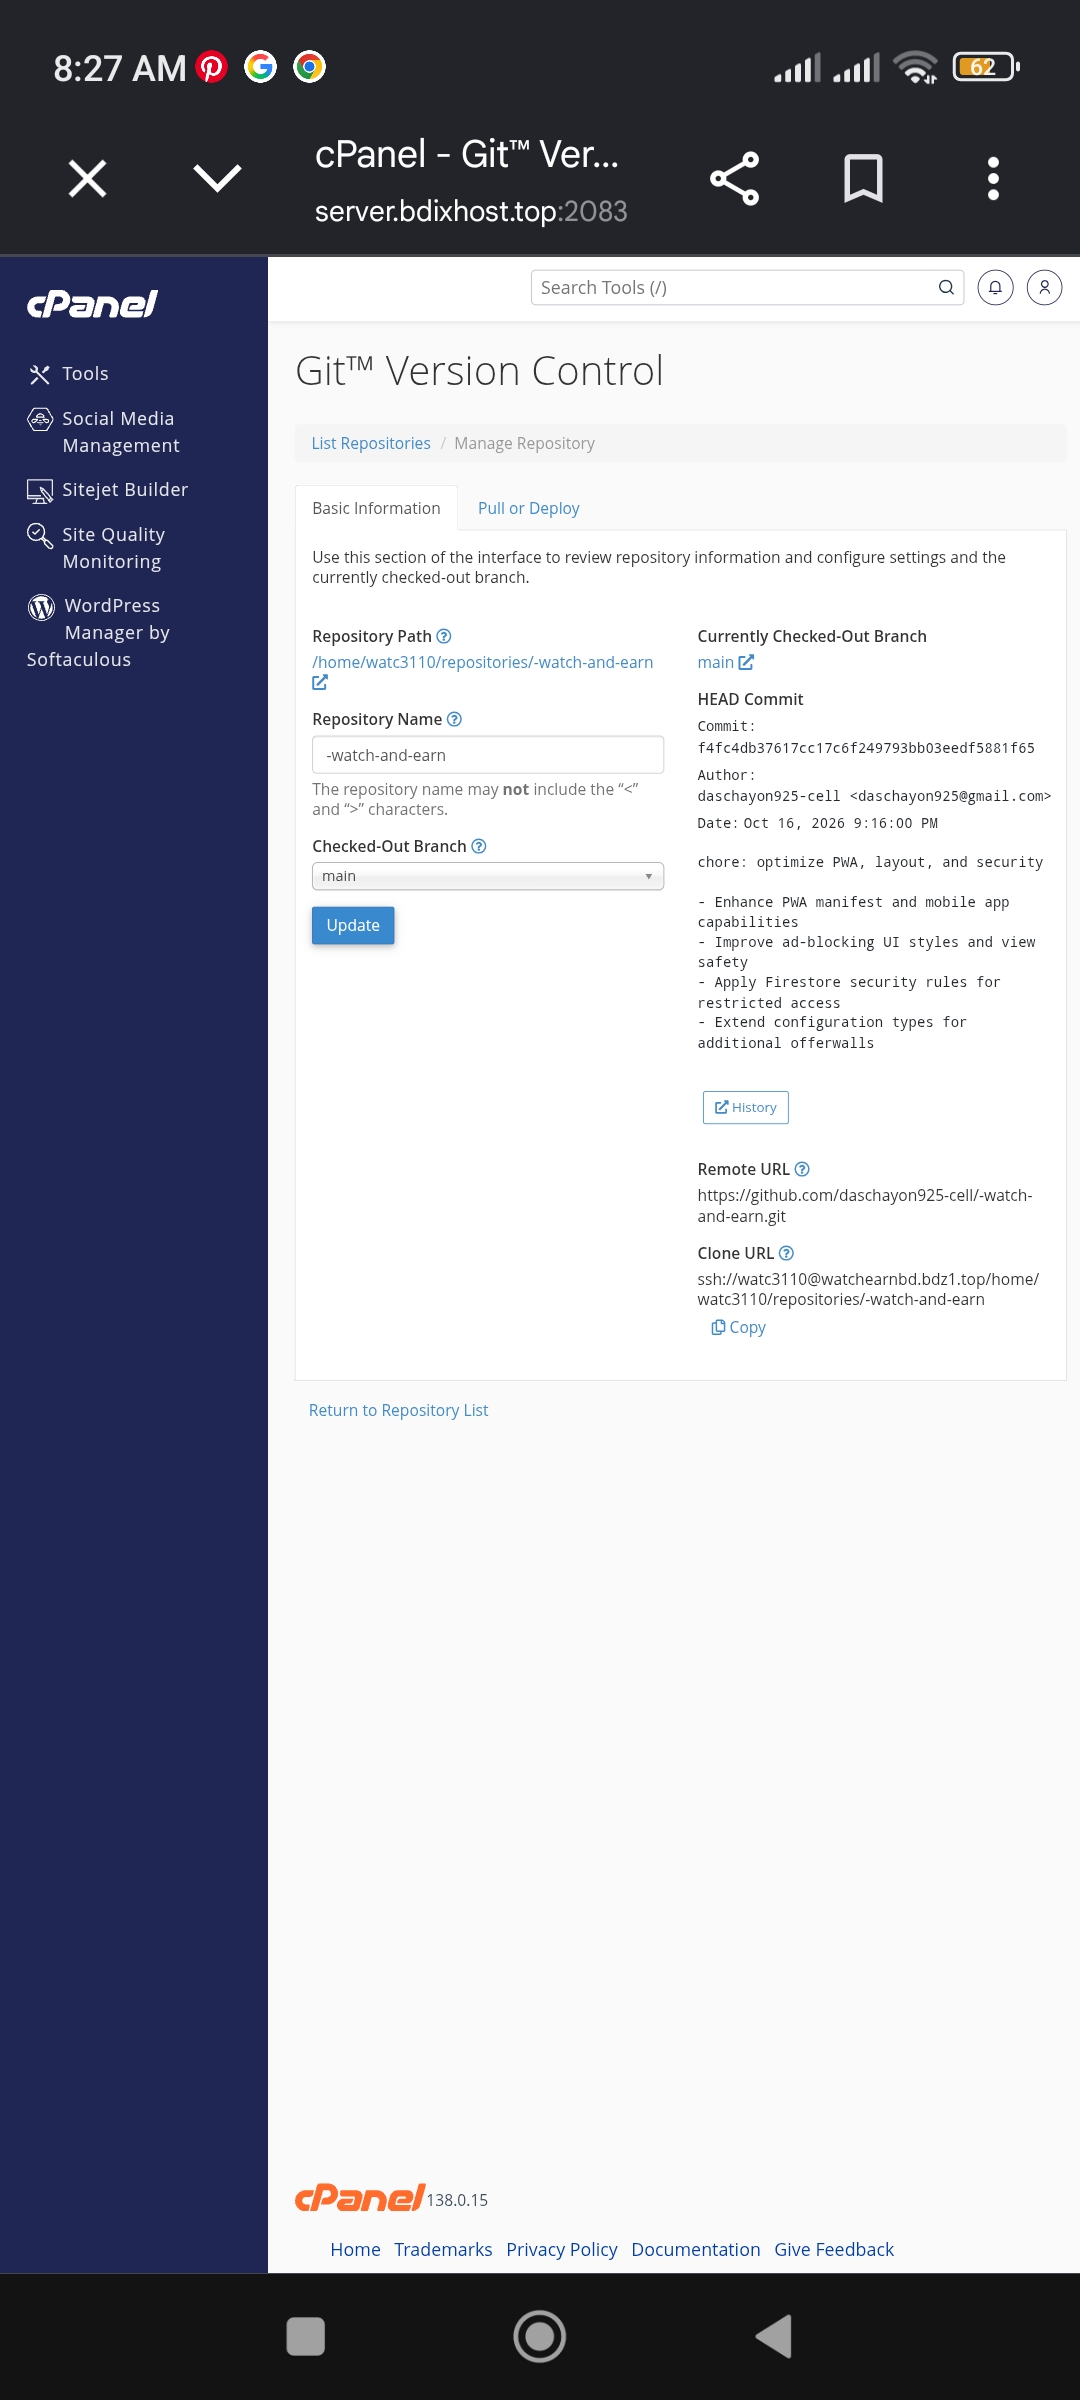 8:27 AM
62
cPanel - Git™ Ver...
server.bdixhost.top:2083
cPanel
Search Tools (/)
Tools
Social Media
Management
Sitejet Builder
Site Quality
Monitoring
WordPress
Manager by
Softaculous
Git™ Version Control
List Repositories / Manage Repository
Basic Information
Pull or Deploy
Use this section of the interface to review repository information and configure settings and the
currently checked-out branch.
Repository Path
/home/watc3110/repositories/-watch-and-earn
Repository Name
-watch-and-earn
The repository name may not include the “<”
and “>” characters.
Checked-Out Branch
main
Update
Currently Checked-Out Branch
main
HEAD Commit
Commit:
f4fc4db37617cc17c6f249793bb03eedf5881f65
Author:
daschayon925-cell <daschayon925@gmail.com>
Date: Oct 16, 2026 9:16:00 PM
chore: optimize PWA, layout, and security
- Enhance PWA manifest and mobile app
capabilities
- Improve ad-blocking UI styles and view
safety
- Apply Firestore security rules for
restricted access
- Extend configuration types for
additional offerwalls
History
Remote URL
https://github.com/daschayon925-cell/-watch-
and-earn.git
Clone URL
ssh://watc3110@watchearnbd.bdz1.top/home/
watc3110/repositories/-watch-and-earn
Copy
Return to Repository List
cPanel 138.0.15
Home Trademarks Privacy Policy Documentation Give Feedback